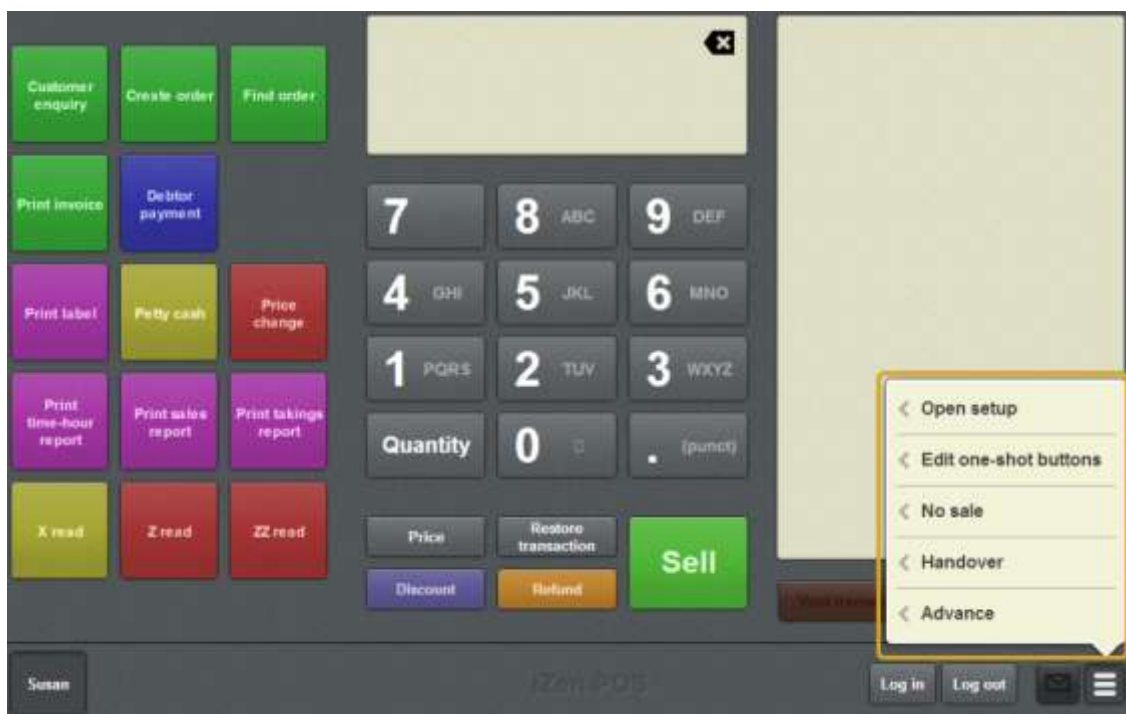 Customer
enquiry
Create order
Find order
Print invoice
Debtor
payment
Print label
Petty cash
Price
change
Print
time-hour
report
Print sales
report
Print takings
report
X read
Z read
ZZ read
7
8 ABC
9 DEF
4 GHI
5 JKL
6 MNO
1 PQRS
2 TUV
3 WXYZ
Quantity
0
. (punct)
Price
Restore
transaction
Sell
Discount
Refund
Open setup
Edit one-shot buttons
No sale
Handover
Advance
Susan
Log in
Log out